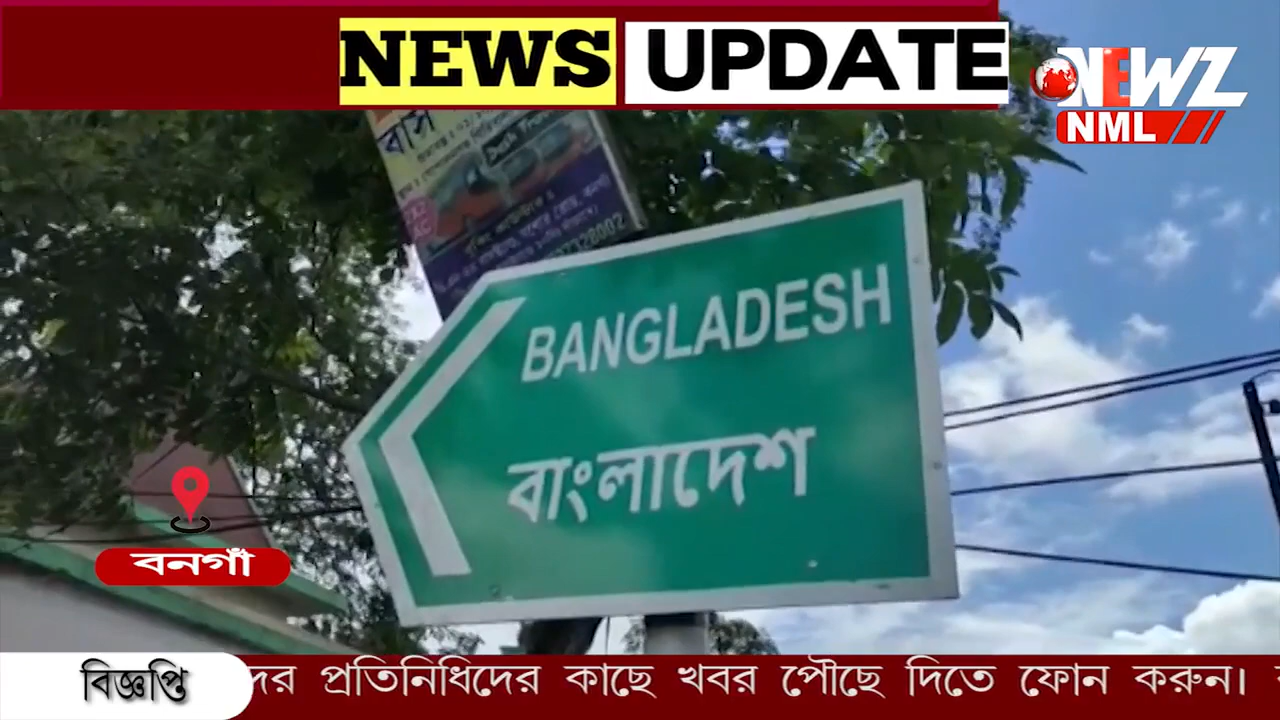 NEWS UPDATE
NEWZ
NML
বাস
BANGLADESH
বাংলাদেশ
বনগাঁ
বিজ্ঞপ্তি
দের প্রতিনিধিদের কাছে খবর পৌছে দিতে ফোন করুন।